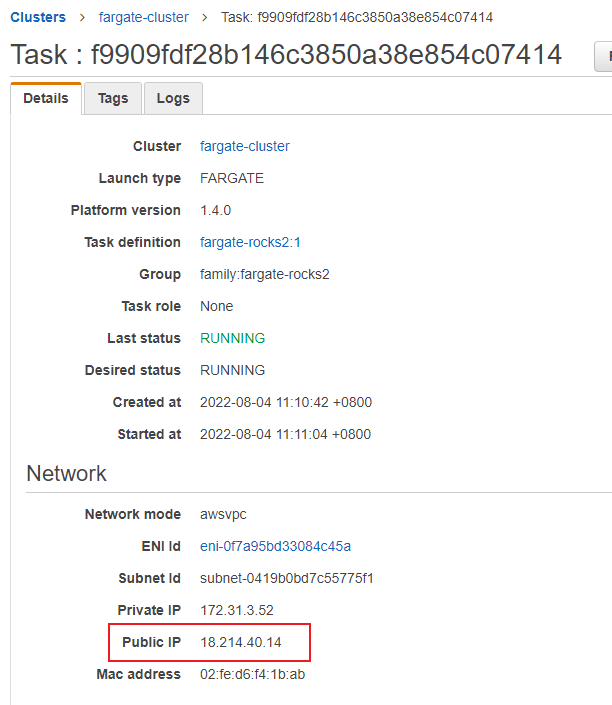 Clusters > fargate-cluster > Task: f9909fdf28b146c3850a38e854c07414
Task : f9909fdf28b146c3850a38e854c07414
Details Tags Logs
Cluster fargate-cluster
Launch type FARGATE
Platform version 1.4.0
Task definition fargate-rocks2:1
Group family:fargate-rocks2
Task role None
Last status RUNNING
Desired status RUNNING
Created at 2022-08-04 11:10:42 +0800
Started at 2022-08-04 11:11:04 +0800
Network
Network mode awsvpc
ENI Id eni-0f7a95bd33084c45a
Subnet Id subnet-0419b0bd7c55775f1
Private IP 172.31.3.52
Public IP 18.214.40.14
Mac address 02:fe:d6:f4:1b:ab